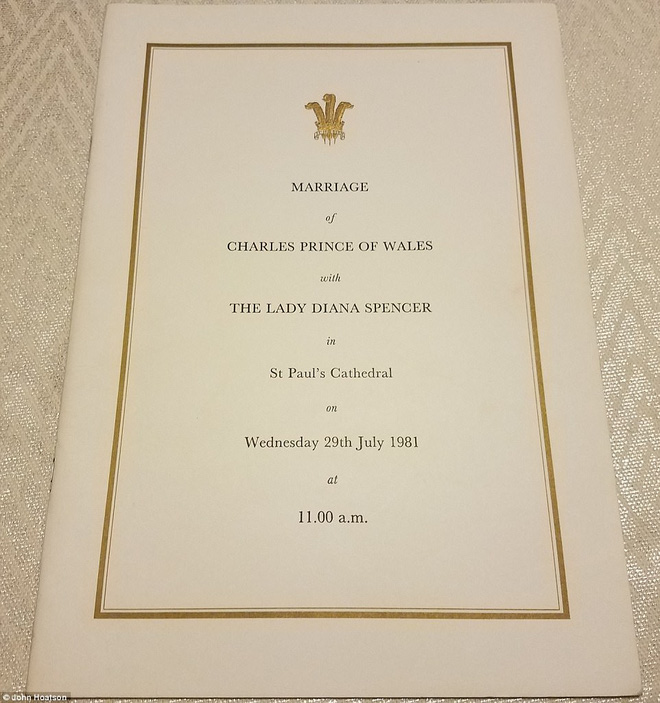 MARRIAGE
of
CHARLES PRINCE OF WALES
with
THE LADY DIANA SPENCER
in
St Paul's Cathedral
on
Wednesday 29th July 1981
at
11.00 a.m.
© John Hoatson